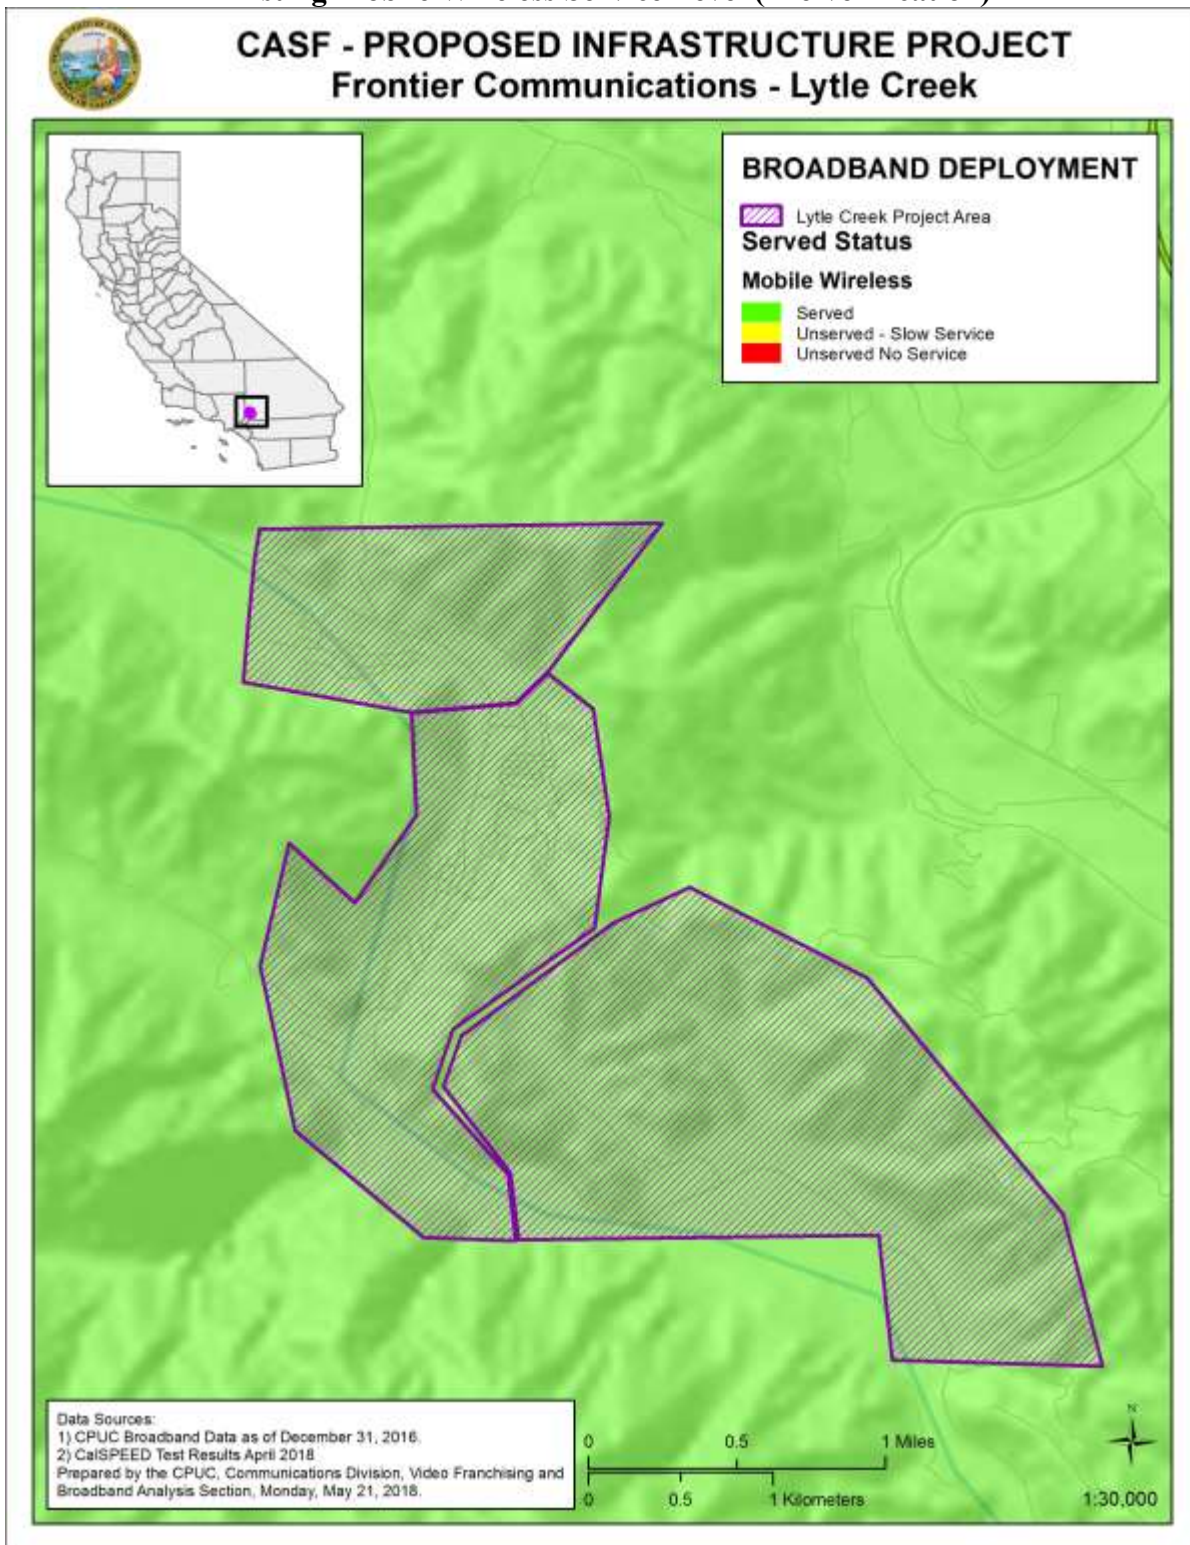 CASF - PROPOSED INFRASTRUCTURE PROJECT
Frontier Communications - Lytle Creek
BROADBAND DEPLOYMENT
Lytle Creek Project Area
Served Status
Mobile Wireless
Served
Unserved - Slow Service
Unserved No Service
Data Sources:
1) CPUC Broadband Data as of December 31, 2016.
2) CalSPEED Test Results April 2018
Prepared by the CPUC, Communications Division, Video Franchising and
Broadband Analysis Section, Monday, May 21, 2018.
0 0.5 1 Miles
0 0.5 1 Kilometers
N
1:30,000